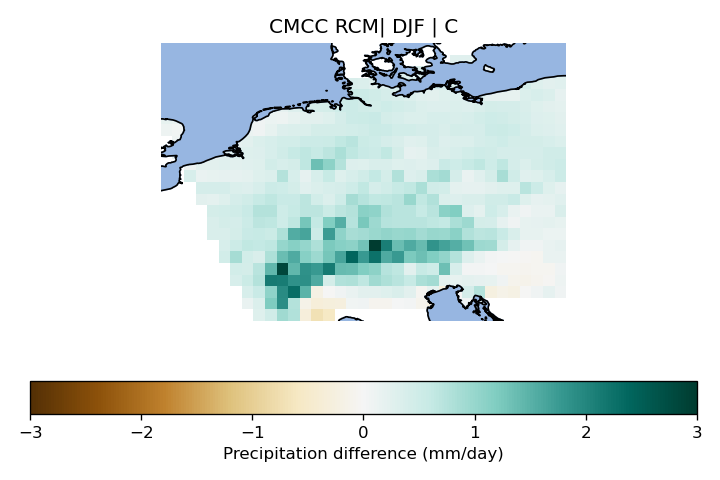 CMCC RCM| DJF | C
−3 −2 −1 0 1 2 3
Precipitation difference (mm/day)